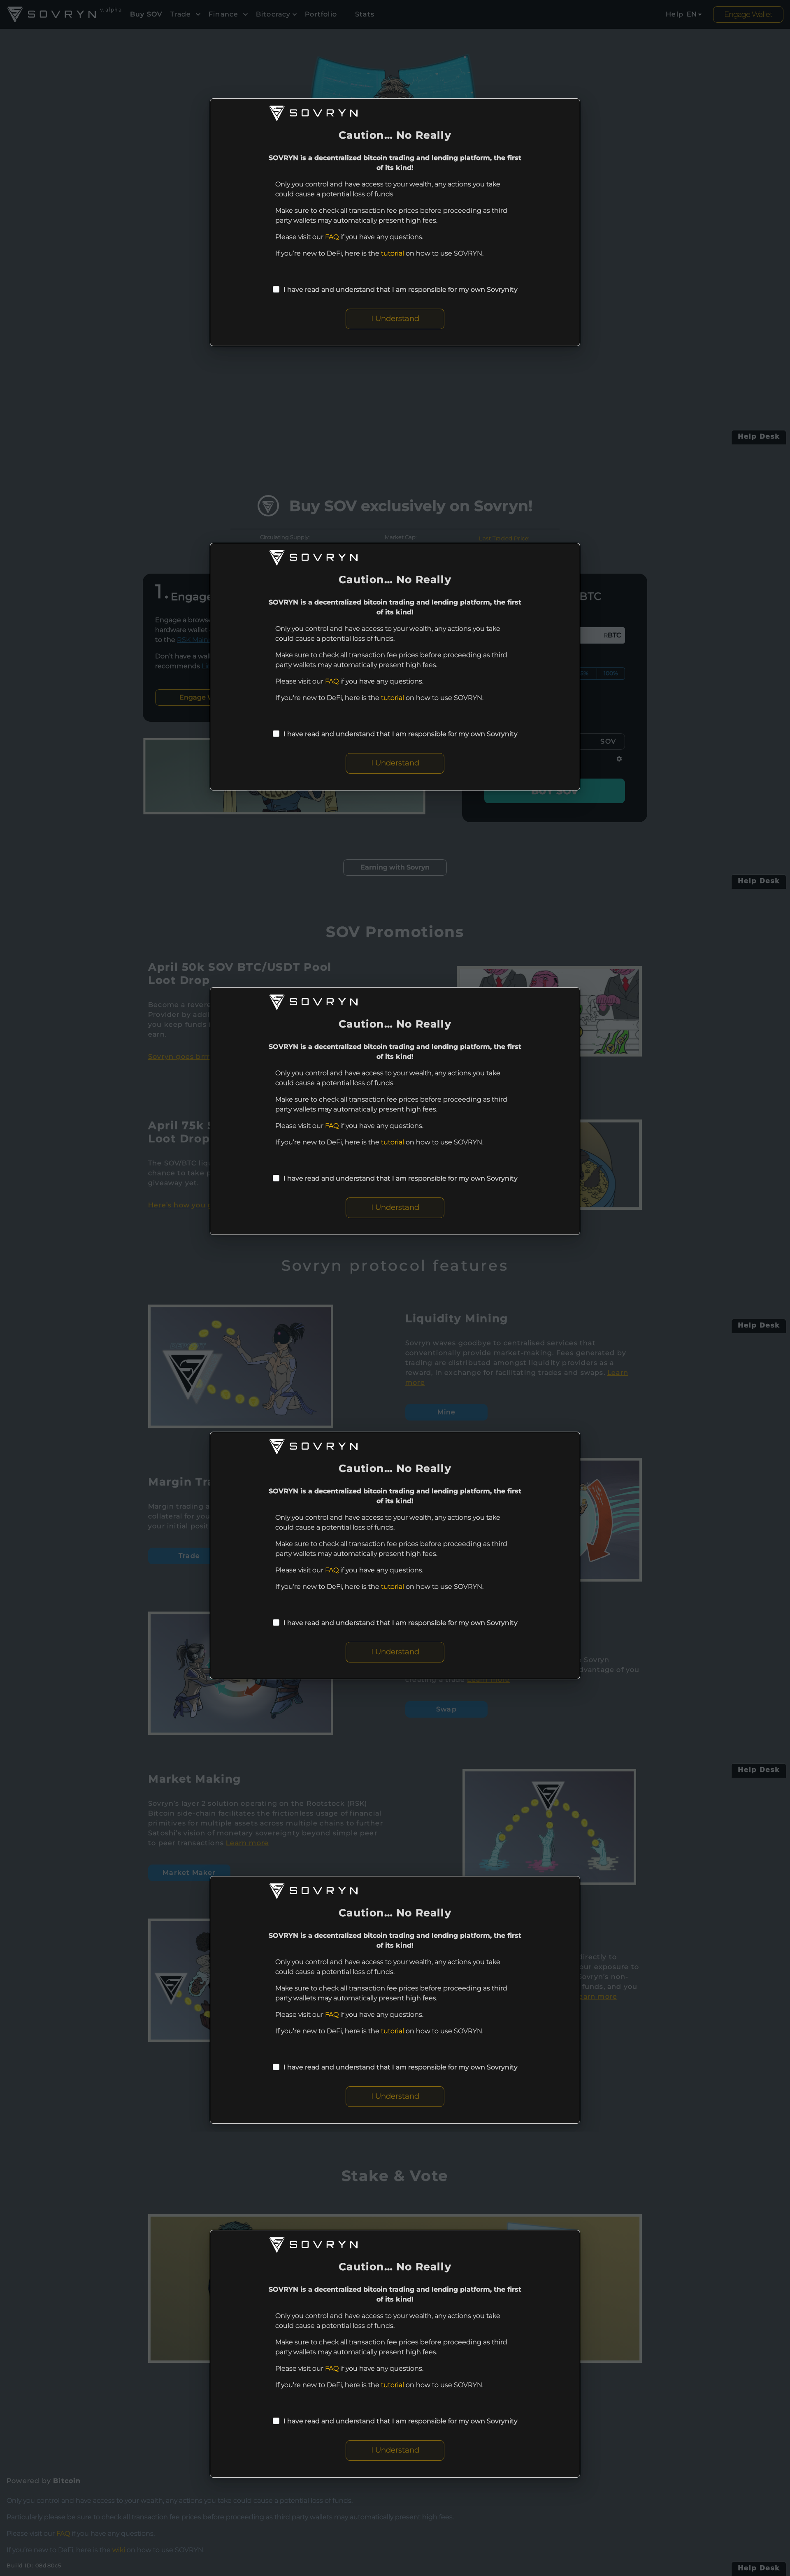 SOVRYN v.alpha Buy SOV Trade Finance Bitocracy Portfolio Stats Help EN Engage Wallet
SOVRYN
Caution... No Really
SOVRYN is a decentralized bitcoin trading and lending platform, the first
of its kind!
Only you control and have access to your wealth, any actions you take
could cause a potential loss of funds.
Make sure to check all transaction fee prices before proceeding as third
party wallets may automatically present high fees.
Please visit our FAQ if you have any questions.
If you're new to DeFi, here is the tutorial on how to use SOVRYN.
I have read and understand that I am responsible for my own Sovrynity
I Understand
Help Desk
Buy SOV exclusively on Sovryn!
Circulating Supply Market Cap Last Traded Price
SOVRYN
Caution... No Really
SOVRYN is a decentralized bitcoin trading and lending platform, the first
of its kind!
Only you control and have access to your wealth, any actions you take
could cause a potential loss of funds.
Make sure to check all transaction fee prices before proceeding as third
party wallets may automatically present high fees.
Please visit our FAQ if you have any questions.
If you're new to DeFi, here is the tutorial on how to use SOVRYN.
I have read and understand that I am responsible for my own Sovrynity
I Understand
1. Engage
Engage a browse
hardware wallet
to the
Don't have a wal
recommends
Engage
BTC
BTC
100%
SOV
BUY SOV
Earning with Sovryn
Help Desk
SOV Promotions
April 50k SOV BTC/USDT Pool
Loot Drop
Become a revere
Provider by addi
you keep funds
earn.
Sovryn goes brr
SOVRYN
Caution... No Really
SOVRYN is a decentralized bitcoin trading and lending platform, the first
of its kind!
Only you control and have access to your wealth, any actions you take
could cause a potential loss of funds.
Make sure to check all transaction fee prices before proceeding as third
party wallets may automatically present high fees.
Please visit our FAQ if you have any questions.
If you're new to DeFi, here is the tutorial on how to use SOVRYN.
I have read and understand that I am responsible for my own Sovrynity
I Understand
April 75k S
Loot Drop
The SOV/BTC liq
chance to take p
giveaway yet.
Here's how you
Sovryn protocol features
Help Desk
Liquidity Mining
Sovryn waves goodbye to centralised services that
conventionally provide market-making. Fees generated by
trading are distributed amongst liquidity providers as a
reward, in exchange for facilitating trades and swaps. Learn
more
Mine
SOVRYN
Caution... No Really
SOVRYN is a decentralized bitcoin trading and lending platform, the first
of its kind!
Only you control and have access to your wealth, any actions you take
could cause a potential loss of funds.
Make sure to check all transaction fee prices before proceeding as third
party wallets may automatically present high fees.
Please visit our FAQ if you have any questions.
If you're new to DeFi, here is the tutorial on how to use SOVRYN.
I have read and understand that I am responsible for my own Sovrynity
I Understand
Margin Tra
Margin trading a
collateral for you
your initial posit
Trade
Sovryn
dvantage of you
Learn more
Swap
Help Desk
Market Making
Sovryn's layer 2 solution operating on the Rootstock (RSK)
Bitcoin side-chain facilitates the frictionless usage of financial
primitives for multiple assets across multiple chains to further
Satoshi's vision of monetary sovereignty beyond simple peer
to peer transactions Learn more
Market Maker
SOVRYN
Caution... No Really
SOVRYN is a decentralized bitcoin trading and lending platform, the first
of its kind!
Only you control and have access to your wealth, any actions you take
could cause a potential loss of funds.
Make sure to check all transaction fee prices before proceeding as third
party wallets may automatically present high fees.
Please visit our FAQ if you have any questions.
If you're new to DeFi, here is the tutorial on how to use SOVRYN.
I have read and understand that I am responsible for my own Sovrynity
I Understand
irectly to
our exposure to
Sovryn's non-
funds, and you
earn more
Stake & Vote
SOVRYN
Caution... No Really
SOVRYN is a decentralized bitcoin trading and lending platform, the first
of its kind!
Only you control and have access to your wealth, any actions you take
could cause a potential loss of funds.
Make sure to check all transaction fee prices before proceeding as third
party wallets may automatically present high fees.
Please visit our FAQ if you have any questions.
If you're new to DeFi, here is the tutorial on how to use SOVRYN.
I have read and understand that I am responsible for my own Sovrynity
I Understand
Powered by Bitcoin
Only you control and have access to your wealth, any actions you take could cause a potential loss of funds.
Particularly please be sure to check all transaction fee prices before proceeding as third party wallets may automatically present high fees.
Please visit our FAQ if you have any questions.
If you're new to DeFi, here is the wiki on how to use SOVRYN.
Build ID:
Help Desk